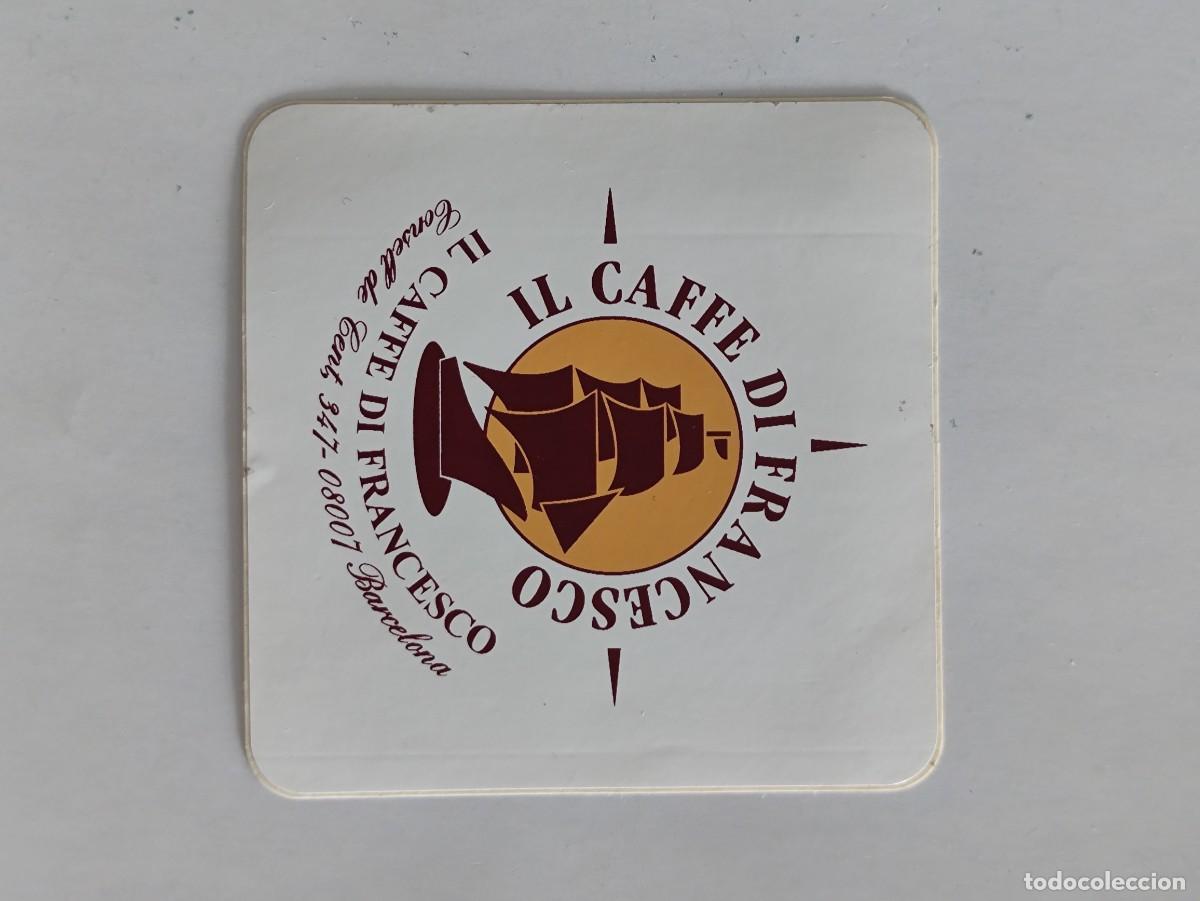 IL CAFFE DI FRANCESCO
IL CAFFE DI FRANCESCO
Consell de Cent, 347 - 08007 Barcelona
todocoleccion